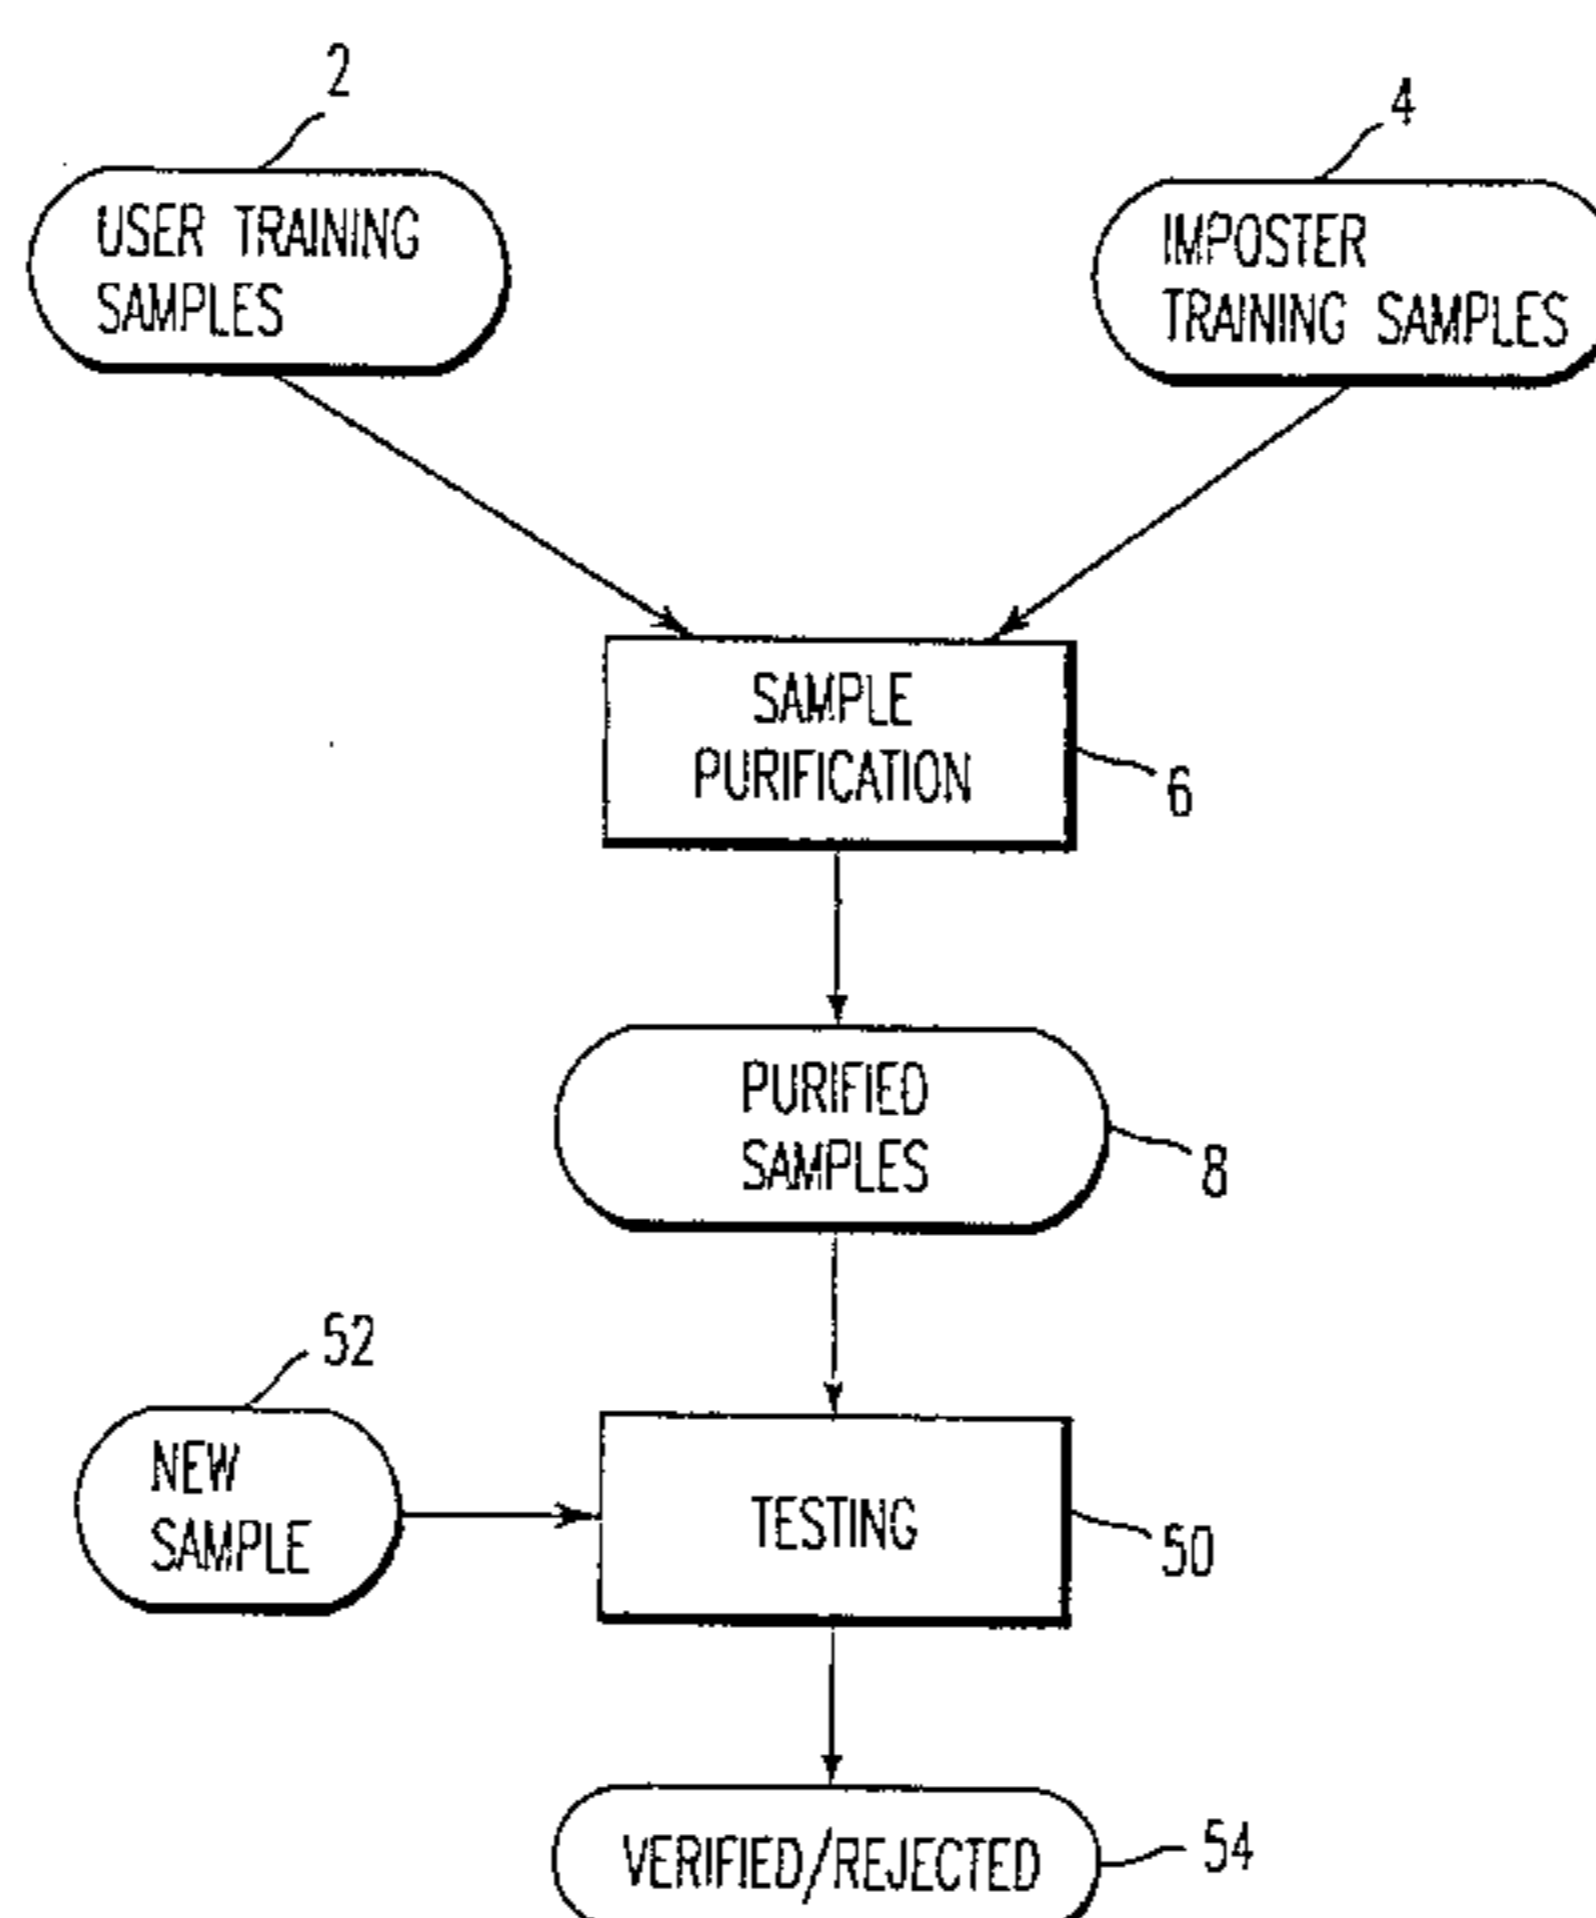 2
4
USER TRAINING
SAMPLES
IMPOSTER
TRAINING SAMPLES
SAMPLE
PURIFICATION
6
PURIFIED
SAMPLES
8
52
NEW
SAMPLE
TESTING
50
VERIFIED/REJECTED
54